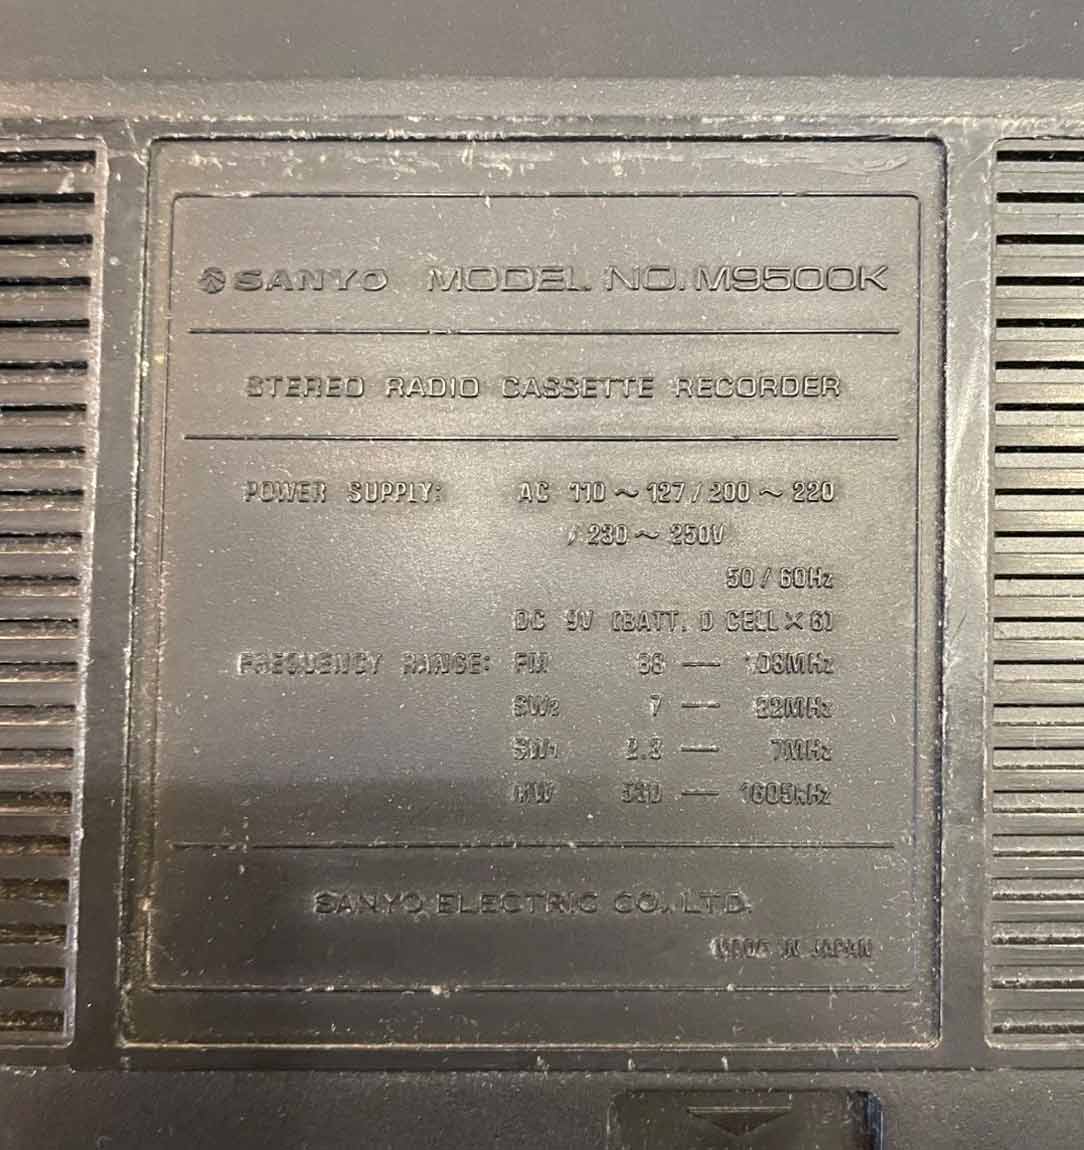 SANYO MODEL NO. M9500K
STEREO RADIO CASSETTE RECORDER
POWER SUPPLY: AC 110 ~ 127 / 200 ~ 220
/ 230 ~ 250V
50 / 60Hz
DC 9V (BATT. D CELL × 6)
FREQUENCY RANGE: FM 88 — 108MHz
SW2 7 — 22MHz
SW1 2.3 — 7MHz
MW 530 — 1605kHz
SANYO ELECTRIC CO., LTD.
MADE IN JAPAN